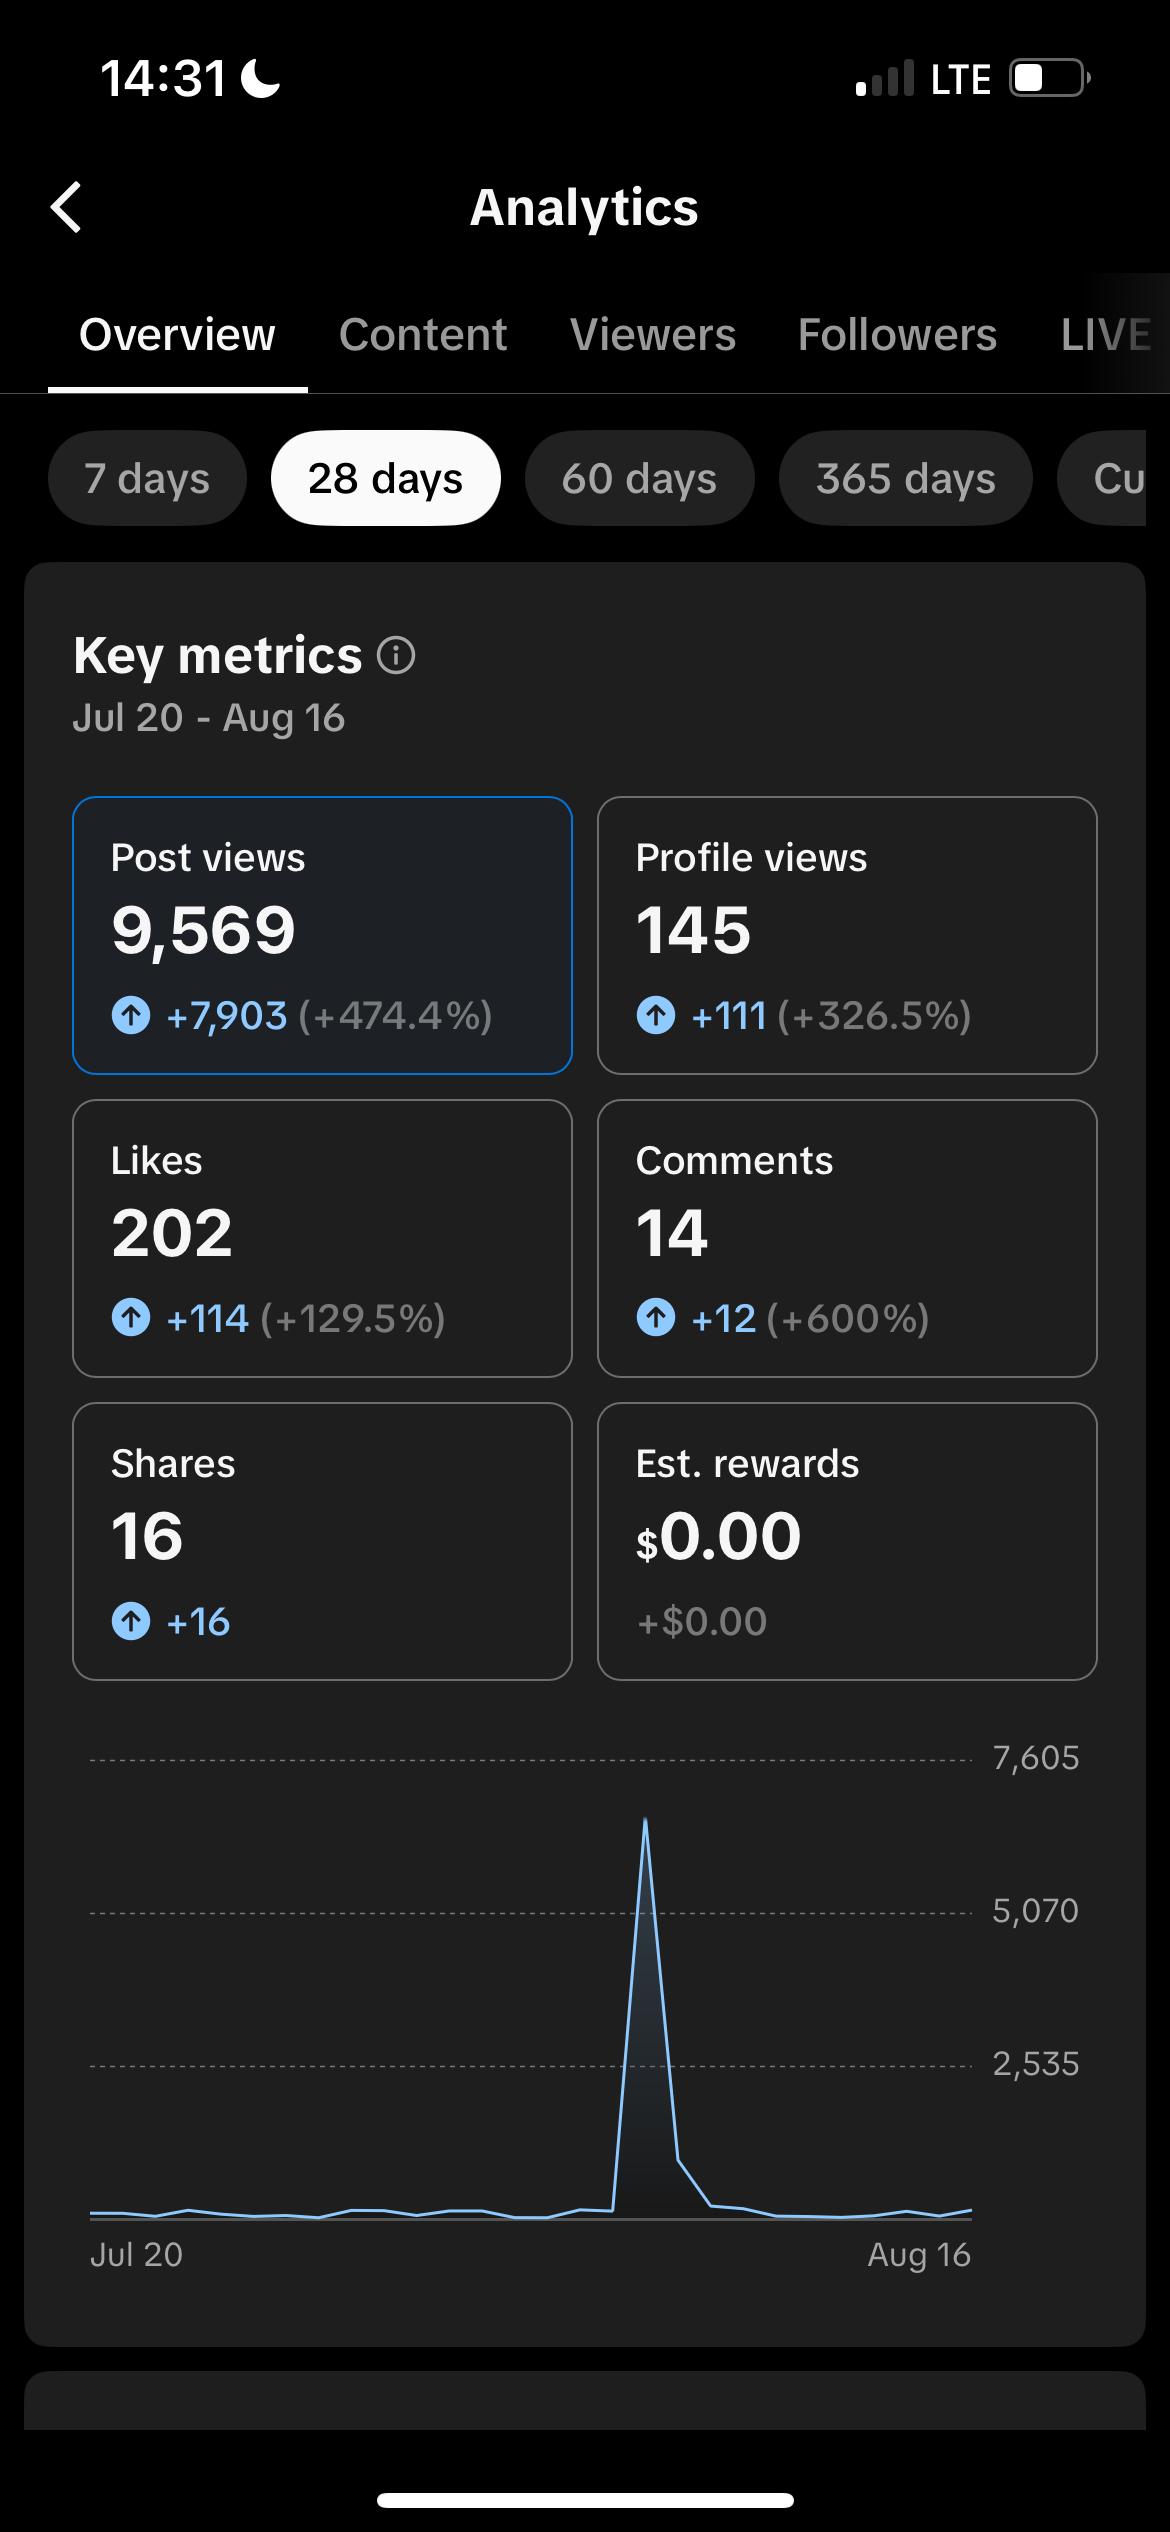 14:31 LTE
Analytics
Overview Content Viewers Followers LIVE
7 days 28 days 60 days 365 days Cu
Key metrics
Jul 20 - Aug 16
Post views
9,569
+7,903 (+474.4%)
Profile views
145
+111 (+326.5%)
Likes
202
+114 (+129.5%)
Comments
14
+12 (+600%)
Shares
16
+16
Est. rewards
$0.00
+$0.00
7,605
5,070
2,535
Jul 20 Aug 16